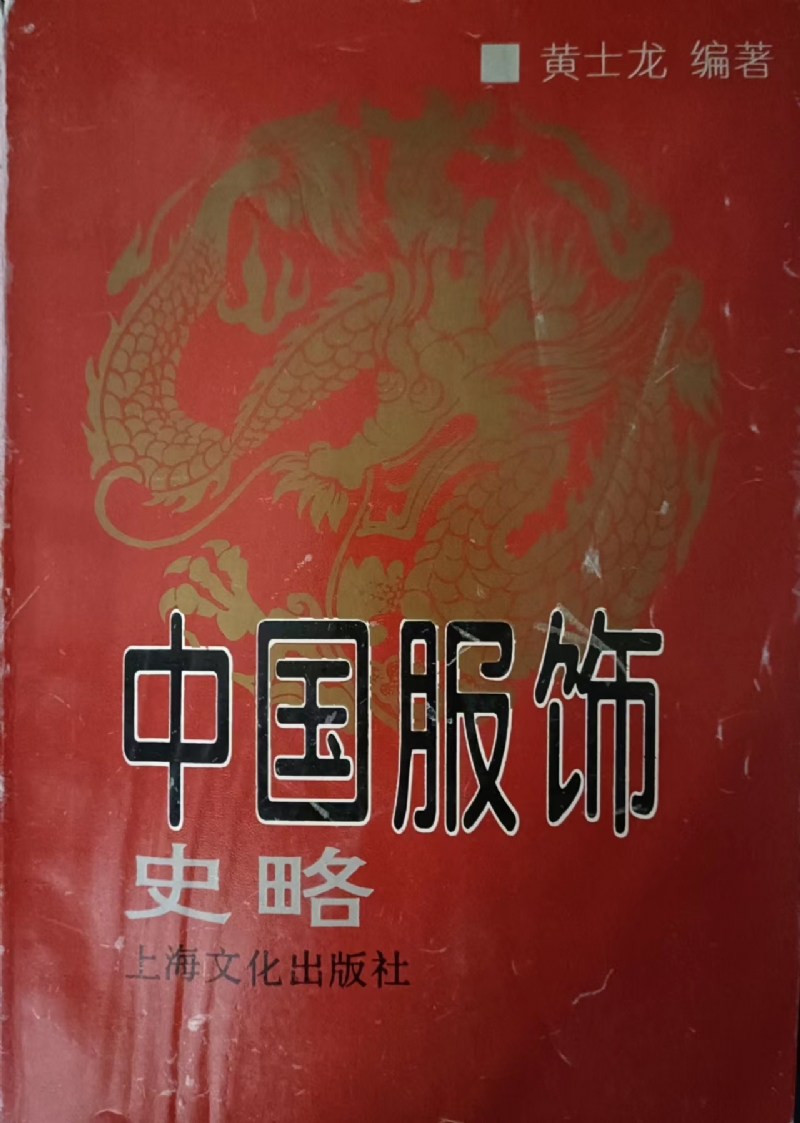 黄士龙 编著
中国服饰
史略
上海文化出版社